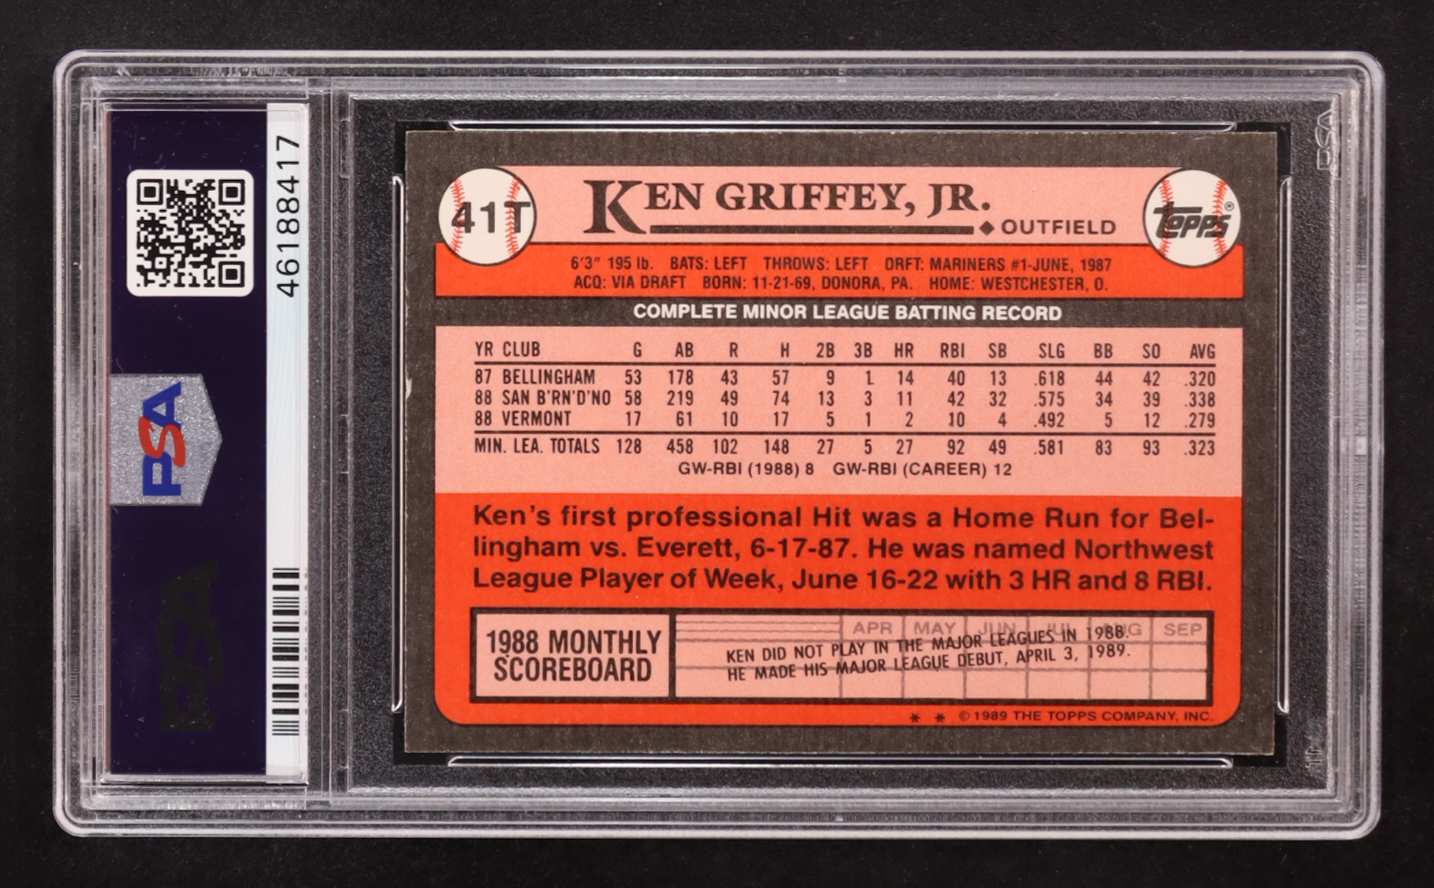 46188417
PSA
PSA
PSA
41T
KEN GRIFFEY, JR.
OUTFIELD
TOPPS®
6'3" 195 lb. BATS: LEFT THROWS: LEFT DRFT: MARINERS #1-JUNE, 1987
ACQ: VIA DRAFT BORN: 11-21-69, DONORA, PA. HOME: WESTCHESTER, O.
COMPLETE MINOR LEAGUE BATTING RECORD
YR CLUB G AB R H 2B 3B HR RBI SB SLG BB SO AVG
87 BELLINGHAM 53 178 43 57 9 1 14 40 13 .618 44 42 .320
88 SAN B'RN'D'NO 58 219 49 74 13 3 11 42 32 .575 34 39 .338
88 VERMONT 17 61 10 17 5 1 2 10 4 .492 5 12 .279
MIN. LEA. TOTALS 128 458 102 148 27 5 27 92 49 .581 83 93 .323
GW-RBI (1988) 8 GW-RBI (CAREER) 12
Ken's first professional Hit was a Home Run for Bel-
lingham vs. Everett, 6-17-87. He was named Northwest
League Player of Week, June 16-22 with 3 HR and 8 RBI.
1988 MONTHLY
SCOREBOARD
APR MAY JUN JUL AUG SEP
KEN DID NOT PLAY IN THE MAJOR LEAGUES IN 1988.
HE MADE HIS MAJOR LEAGUE DEBUT, APRIL 3, 1989.
* * © 1989 THE TOPPS COMPANY, INC.